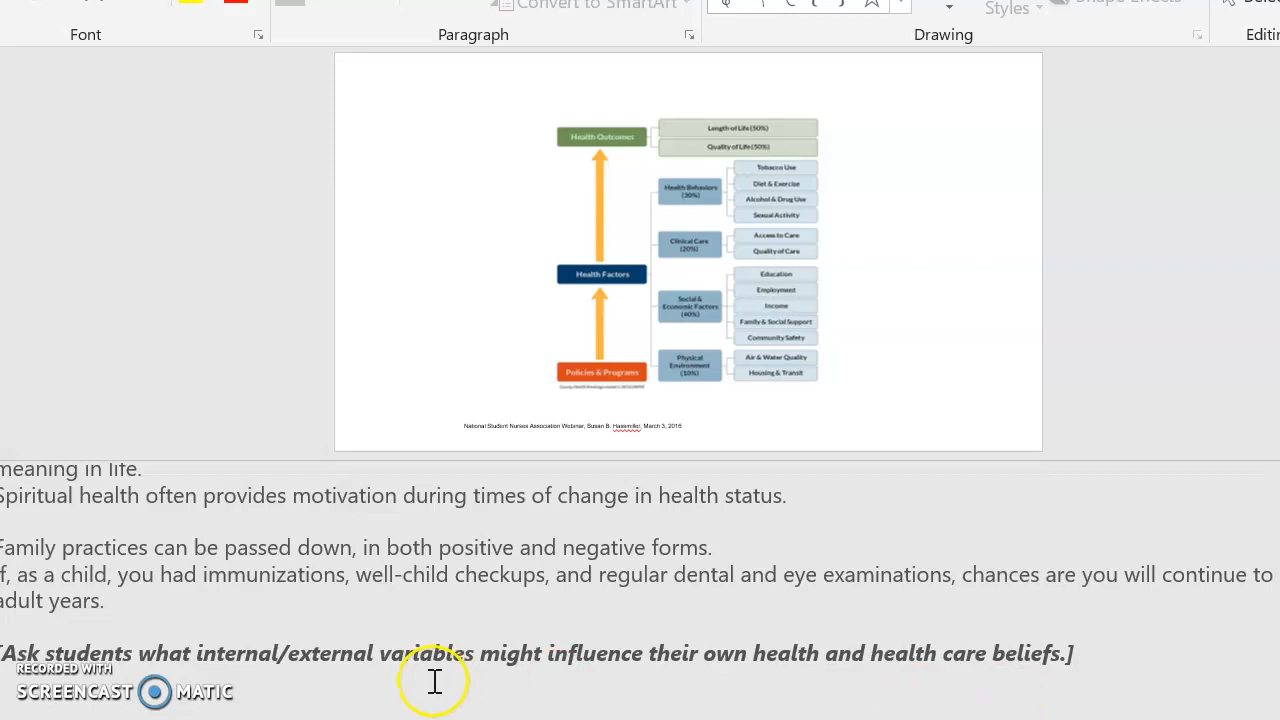 Convert to SmartArt
Styles
Font
Paragraph
Drawing
Editin
Health Outcomes
Length of Life (50%)
Quality of Life (50%)
Health Behaviors
(30%)
Tobacco Use
Diet & Exercise
Alcohol & Drug Use
Sexual Activity
Clinical Care
(20%)
Access to Care
Quality of Care
Health Factors
Social &
Economic Factors
(40%)
Education
Employment
Income
Family & Social Support
Community Safety
Physical
Environment
(10%)
Air & Water Quality
Housing & Transit
Policies & Programs
National Student Nurses Association Webinar, Susan B. Hassmiller, March 3, 2016
meaning in life.
Spiritual health often provides motivation during times of change in health status.
Family practices can be passed down, in both positive and negative forms.
f, as a child, you had immunizations, well-child checkups, and regular dental and eye examinations, chances are you will continue to
adult years.
[Ask students what internal/external variables might influence their own health and health care beliefs.]
RECORDED WITH
SCREENCAST MATIC